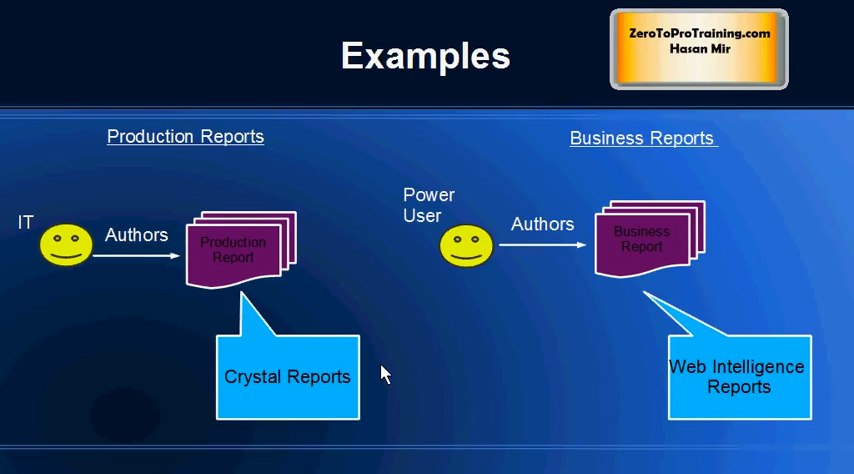 Examples
ZeroToProTraining.com
Hasan Mir
Production Reports
IT
Authors
Production
Report
Crystal Reports
Business Reports
Power
User
Authors
Business
Report
Web Intelligence
Reports